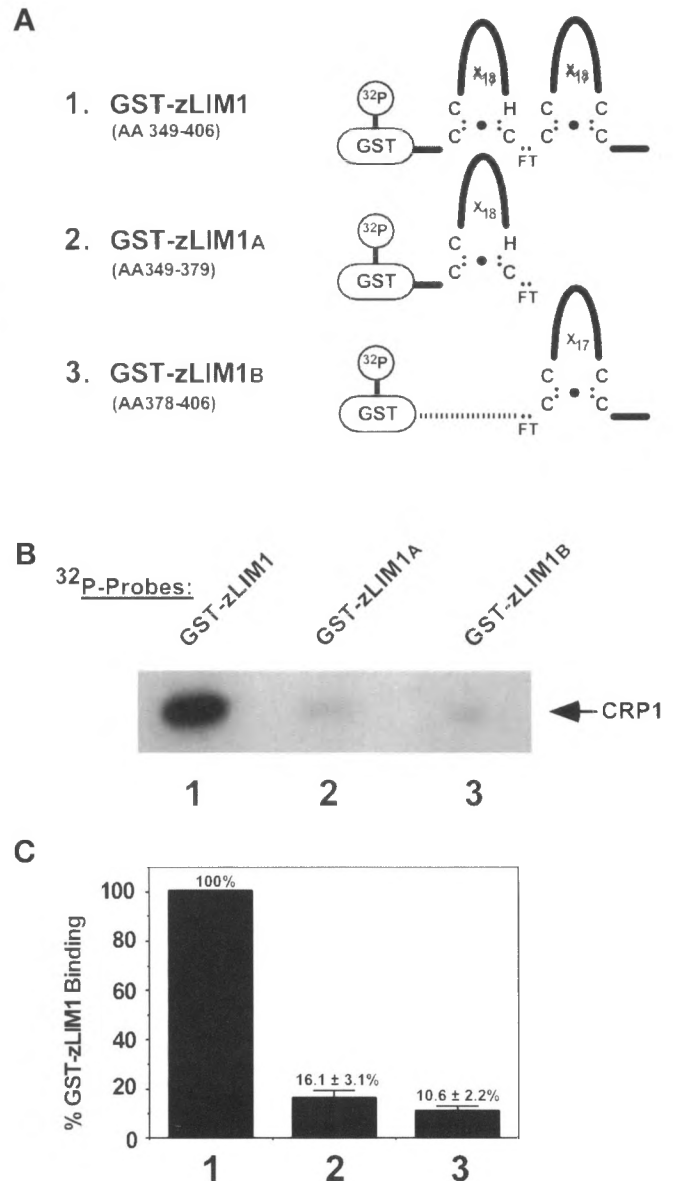 A
1. GST-zLIM1
(AA 349-406)
32P
GST
C H
C C
FT
C C
C C
2. GST-zLIM1A
(AA349-379)
32P
GST
X18
C H
C C
FT
3. GST-zLIM1B
(AA378-406)
32P
GST
FT
X17
C C
C C
B
32P-Probes:
GST-zLIM1
GST-zLIM1A
GST-zLIM1B
CRP1
1 2 3
C
% GST-zLIM1 Binding
100
80
60
40
20
0
100%
16.1 ± 3.1%
10.6 ± 2.2%
1 2 3